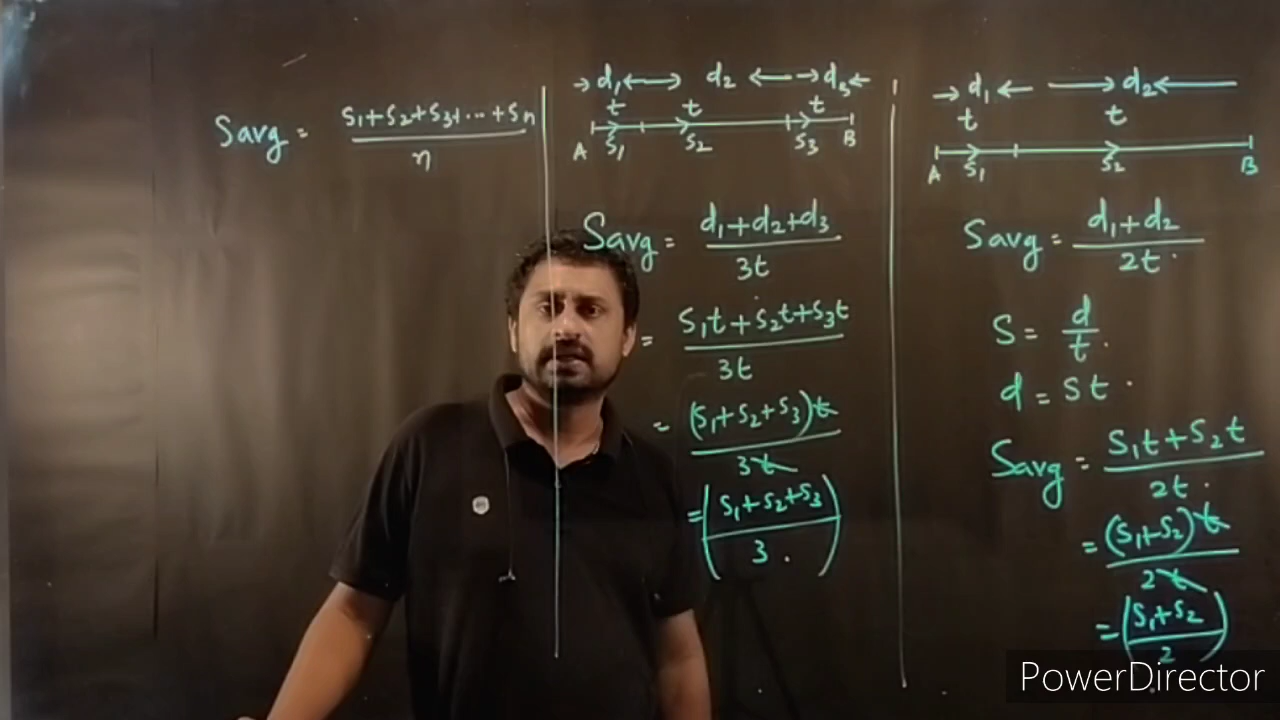 Savg = S₁+S₂+S₃+...+Sn
n
→ d₁ ←→ d₂ ←→ d₃ ←
t t t
A S₁ S₂ S₃ B
Savg = d₁+d₂+d₃
3t
= S₁t+S₂t+S₃t
3t
= (S₁+S₂+S₃)t
3t
= (S₁+S₂+S₃)
3
→ d₁ ← → d₂ ←
t t
A S₁ S₂ B
Savg = d₁+d₂
2t
S = d
t
d = St
Savg = S₁t+S₂t
2t
= (S₁+S₂)t
2t
= (S₁+S₂)
2
PowerDirector